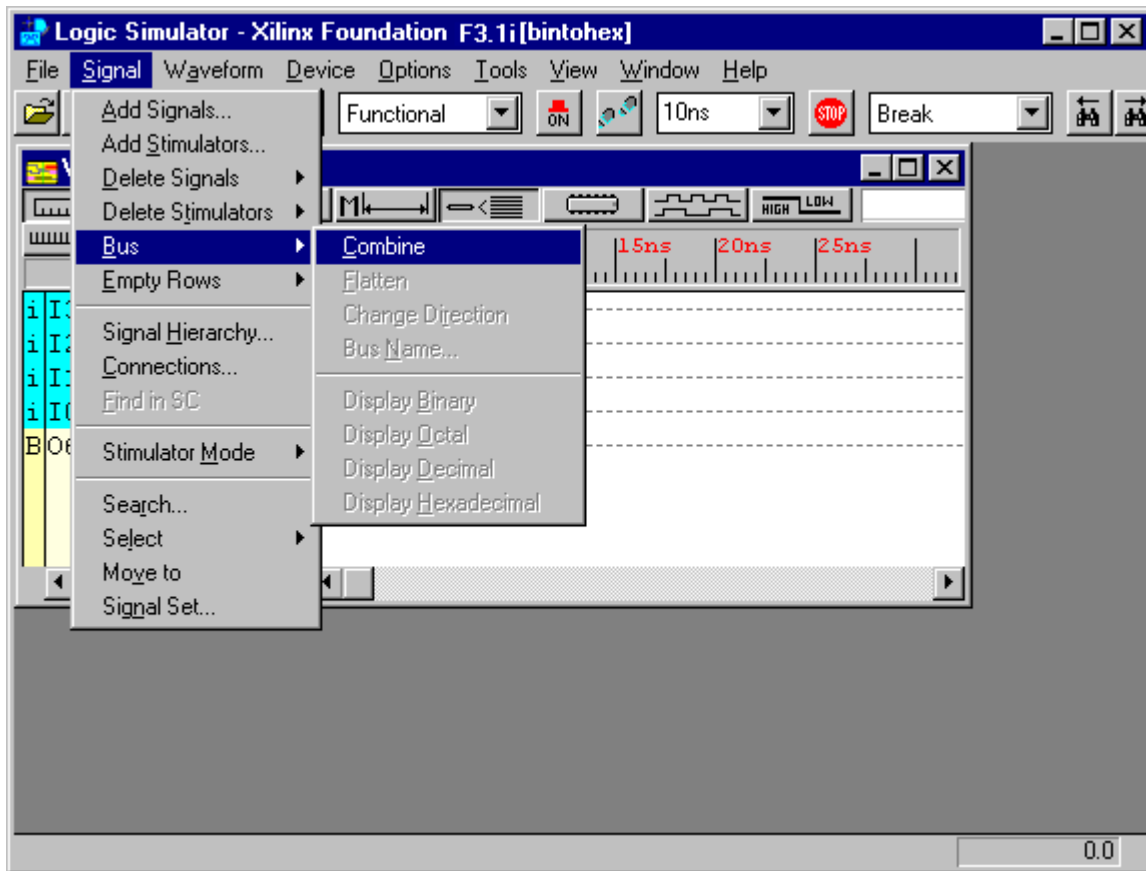 Logic Simulator - Xilinx Foundation F3.1i[bintohex]
File Signal Waveform Device Options Tools View Window Help
Functional ON 10ns STOP Break
Add Signals...
Add Stimulators...
Delete Signals
Delete Stimulators
Bus
Empty Rows
Signal Hierarchy...
Connections...
Find in SC
Stimulator Mode
Search...
Select
Move to
Signal Set...
M HIGH LOW
Combine
Flatten
Change Direction
Bus Name...
Display Binary
Display Octal
Display Decimal
Display Hexadecimal
15ns 20ns 25ns
i
i
i
i
B
0.0